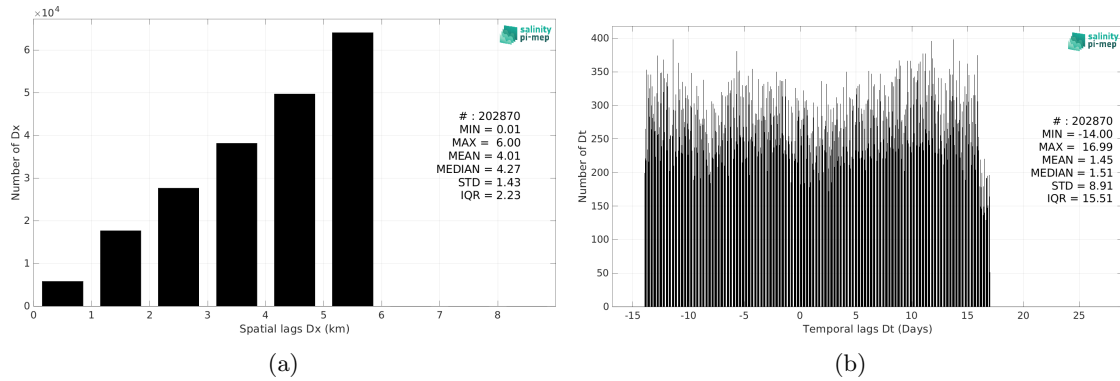 ×10⁴
6
5
4
3
2
1
0
Number of Dx
0 1 2 3 4 5 6 7 8
Spatial lags Dx (km)
salinity
pi-mep
# : 202870
MIN = 0.01
MAX = 6.00
MEAN = 4.01
MEDIAN = 4.27
STD = 1.43
IQR = 2.23
(a)
400
350
300
250
200
150
100
50
0
Number of Dt
-15 -10 -5 0 5 10 15 20 25
Temporal lags Dt (Days)
salinity
pi-mep
# : 202870
MIN = -14.00
MAX = 16.99
MEAN = 1.45
MEDIAN = 1.51
STD = 8.91
IQR = 15.51
(b)